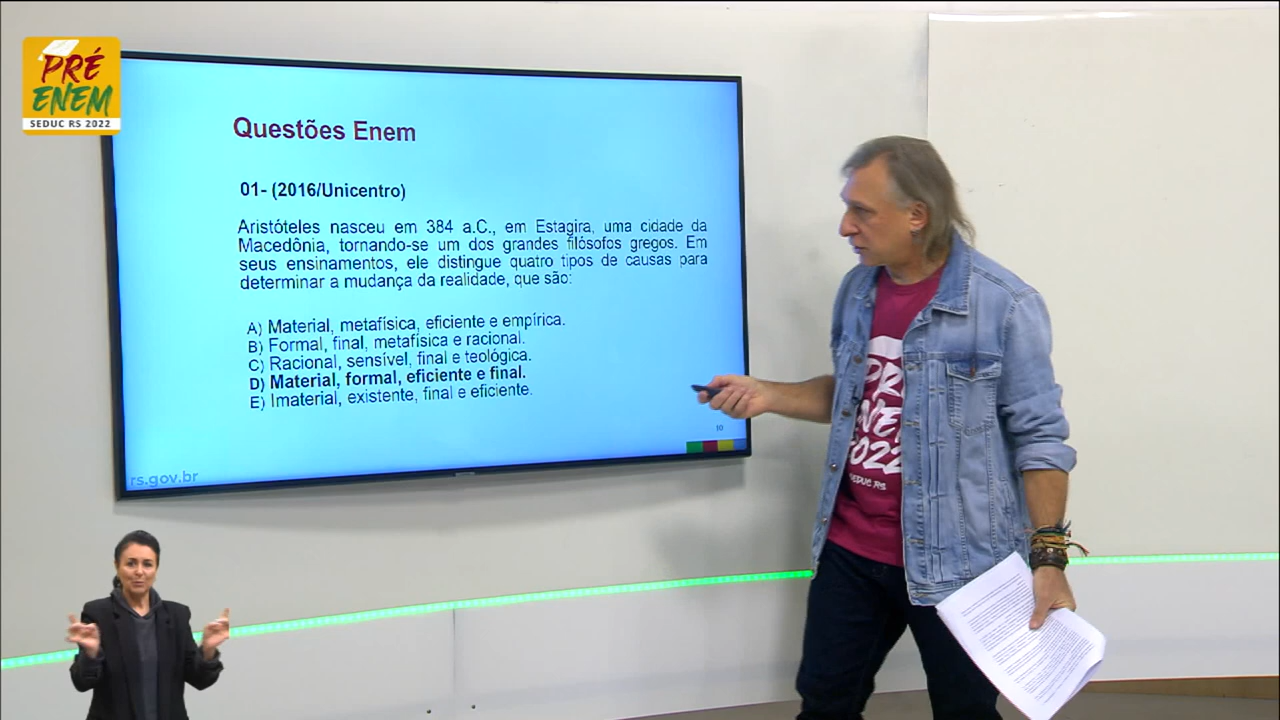 PRÉ
ENEM
SEDUC RS 2022
Questões Enem
01- (2016/Unicentro)
Aristóteles nasceu em 384 a.C., em Estagira, uma cidade da
Macedônia, tornando-se um dos grandes filósofos gregos. Em
seus ensinamentos, ele distingue quatro tipos de causas para
determinar a mudança da realidade, que são:
A) Material, metafísica, eficiente e empírica.
B) Formal, final, metafísica e racional.
C) Racional, sensível, final e teológica.
D) Material, formal, eficiente e final.
E) Imaterial, existente, final e eficiente.
10
rs.gov.br
PRÉ
ENEM
2022
SEDUC RS